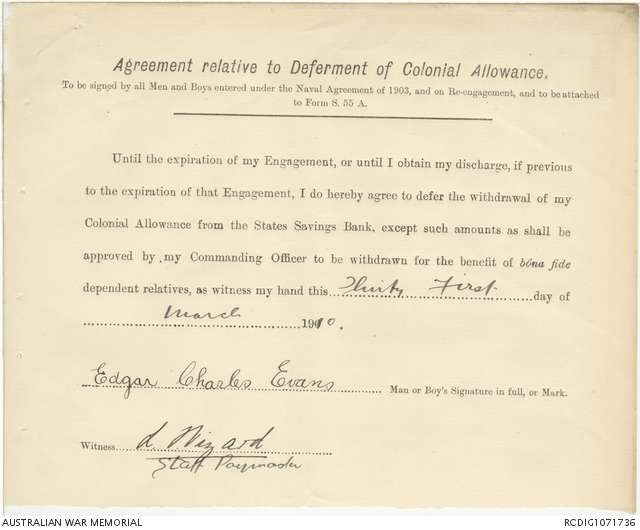 Agreement relative to Deferment of Colonial Allowance.
To be signed by all Men and Boys entered under the Naval Agreement of 1903, and on Re-engagement, and to be attached
to Form S. 55 A.
Until the expiration of my Engagement, or until I obtain my discharge, if previous
to the expiration of that Engagement, I do hereby agree to defer the withdrawal of my
Colonial Allowance from the States Savings Bank, except such amounts as shall be
approved by my Commanding Officer to be withdrawn for the benefit of bóna fide
dependent relatives, as witness my hand this Thirty First day of
March 1910.
Edgar Charles Evans Man or Boy's Signature in full, or Mark.
Witness L. Wizard
Staff Paymaster
AUSTRALIAN WAR MEMORIAL RCDIG1071736